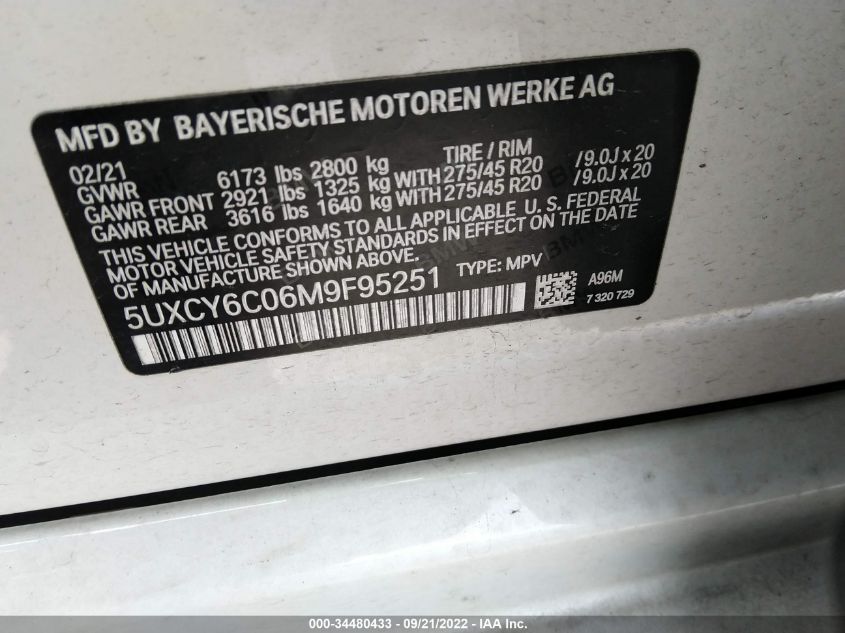 MFD BY BAYERISCHE MOTOREN WERKE AG
02/21 TIRE / RIM
GVWR 6173 lbs 2800 kg
GAWR FRONT 2921 lbs 1325 kg WITH 275/45 R20 /9.0J x 20
GAWR REAR 3616 lbs 1640 kg WITH 275/45 R20 /9.0J x 20
THIS VEHICLE CONFORMS TO ALL APPLICABLE U. S. FEDERAL
MOTOR VEHICLE SAFETY STANDARDS IN EFFECT ON THE DATE
OF MANUFACTURE SHOWN ABOVE.
5UXCY6C06M9F95251 TYPE: MPV
A96M
7 320 729
000-34480433 - 09/21/2022 - IAA Inc.